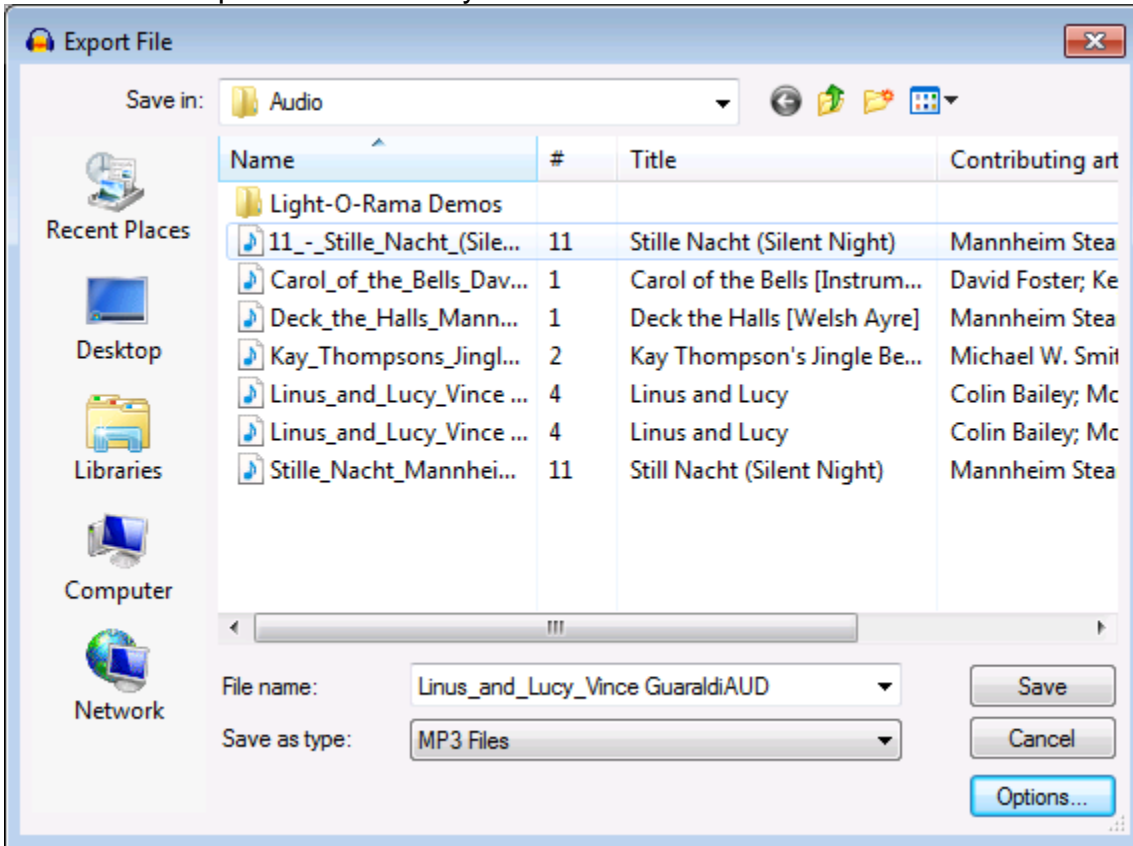 Export File
Save in: Audio
Name # Title Contributing art
Light-O-Rama Demos
11_-_Stille_Nacht_(Sile... 11 Stille Nacht (Silent Night) Mannheim Stea
Carol_of_the_Bells_Dav... 1 Carol of the Bells [Instrum... David Foster; Ke
Deck_the_Halls_Mann... 1 Deck the Halls [Welsh Ayre] Mannheim Stea
Kay_Thompsons_Jingl... 2 Kay Thompson's Jingle Be... Michael W. Smit
Linus_and_Lucy_Vince ... 4 Linus and Lucy Colin Bailey; Mc
Linus_and_Lucy_Vince ... 4 Linus and Lucy Colin Bailey; Mc
Stille_Nacht_Mannhei... 11 Still Nacht (Silent Night) Mannheim Stea
Recent Places
Desktop
Libraries
Computer
Network
File name: Linus_and_Lucy_Vince GuaraldiAUD Save
Save as type: MP3 Files Cancel
Options...